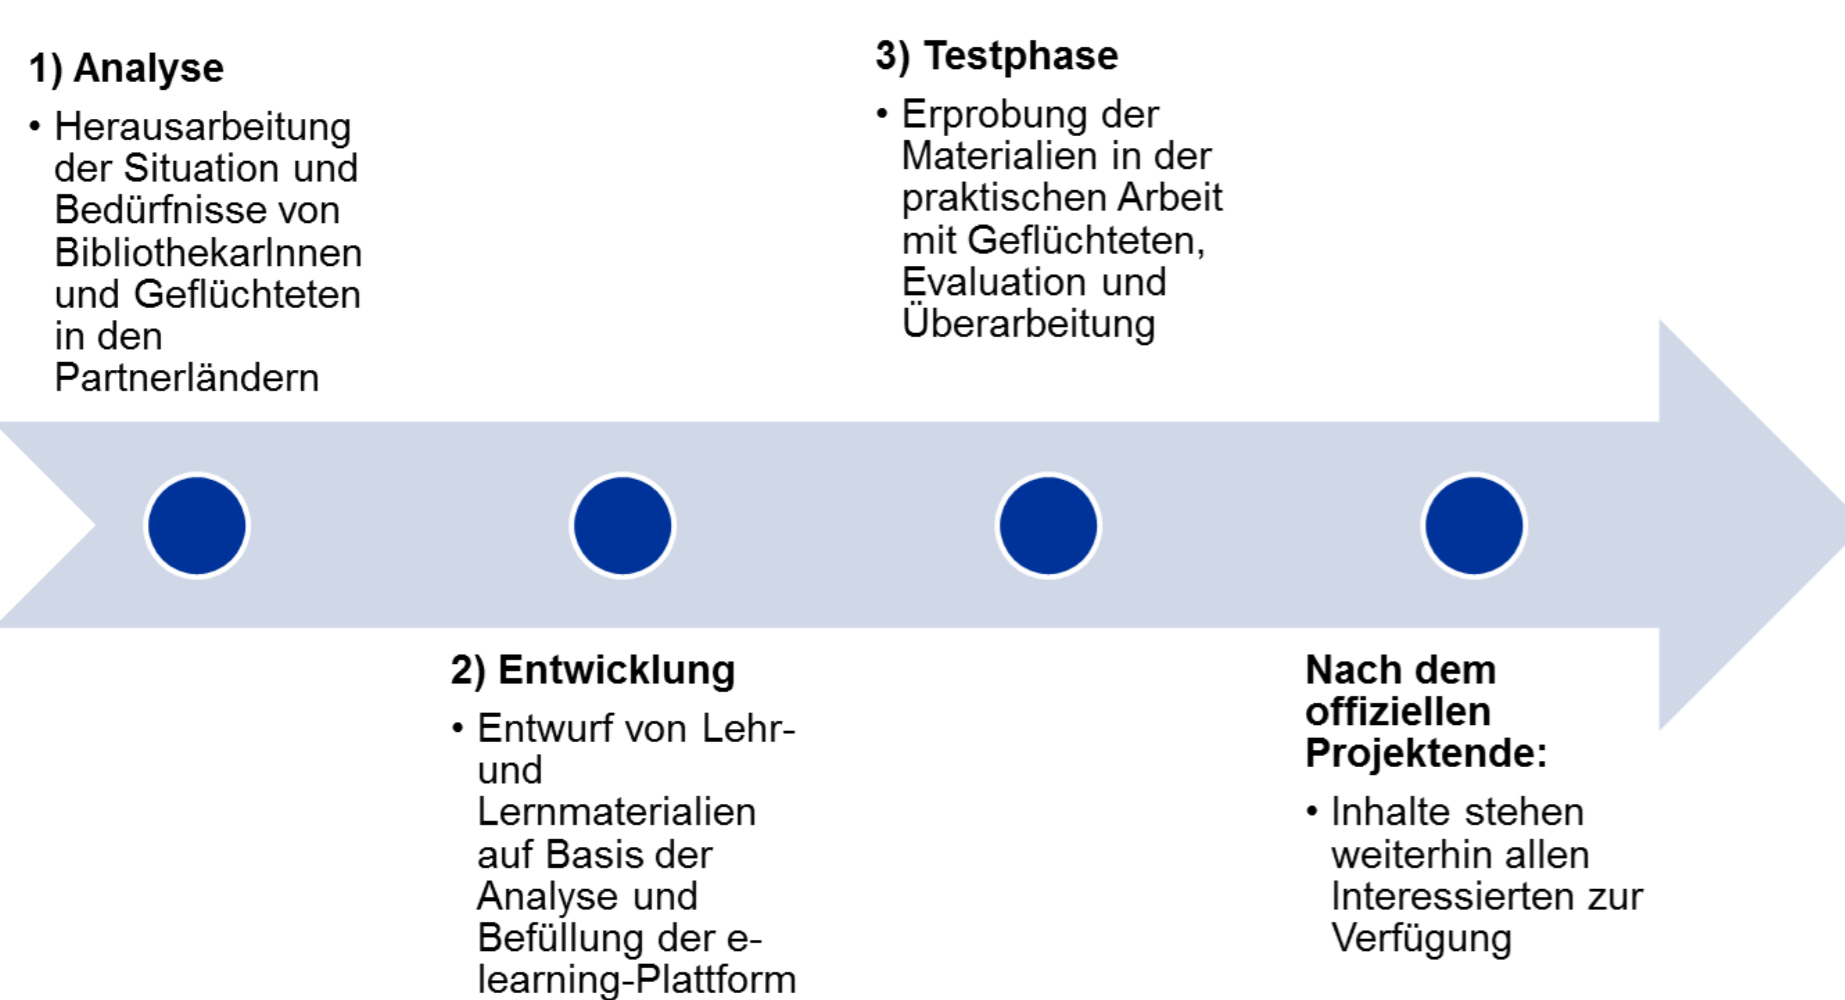 1) Analyse
• Herausarbeitung
der Situation und
Bedürfnisse von
BibliothekarInnen
und Geflüchteten
in den
Partnerländern
2) Entwicklung
• Entwurf von Lehr-
und
Lernmaterialien
auf Basis der
Analyse und
Befüllung der e-
learning-Plattform
3) Testphase
• Erprobung der
Materialien in der
praktischen Arbeit
mit Geflüchteten,
Evaluation und
Überarbeitung
Nach dem
offiziellen
Projektende:
• Inhalte stehen
weiterhin allen
Interessierten zur
Verfügung